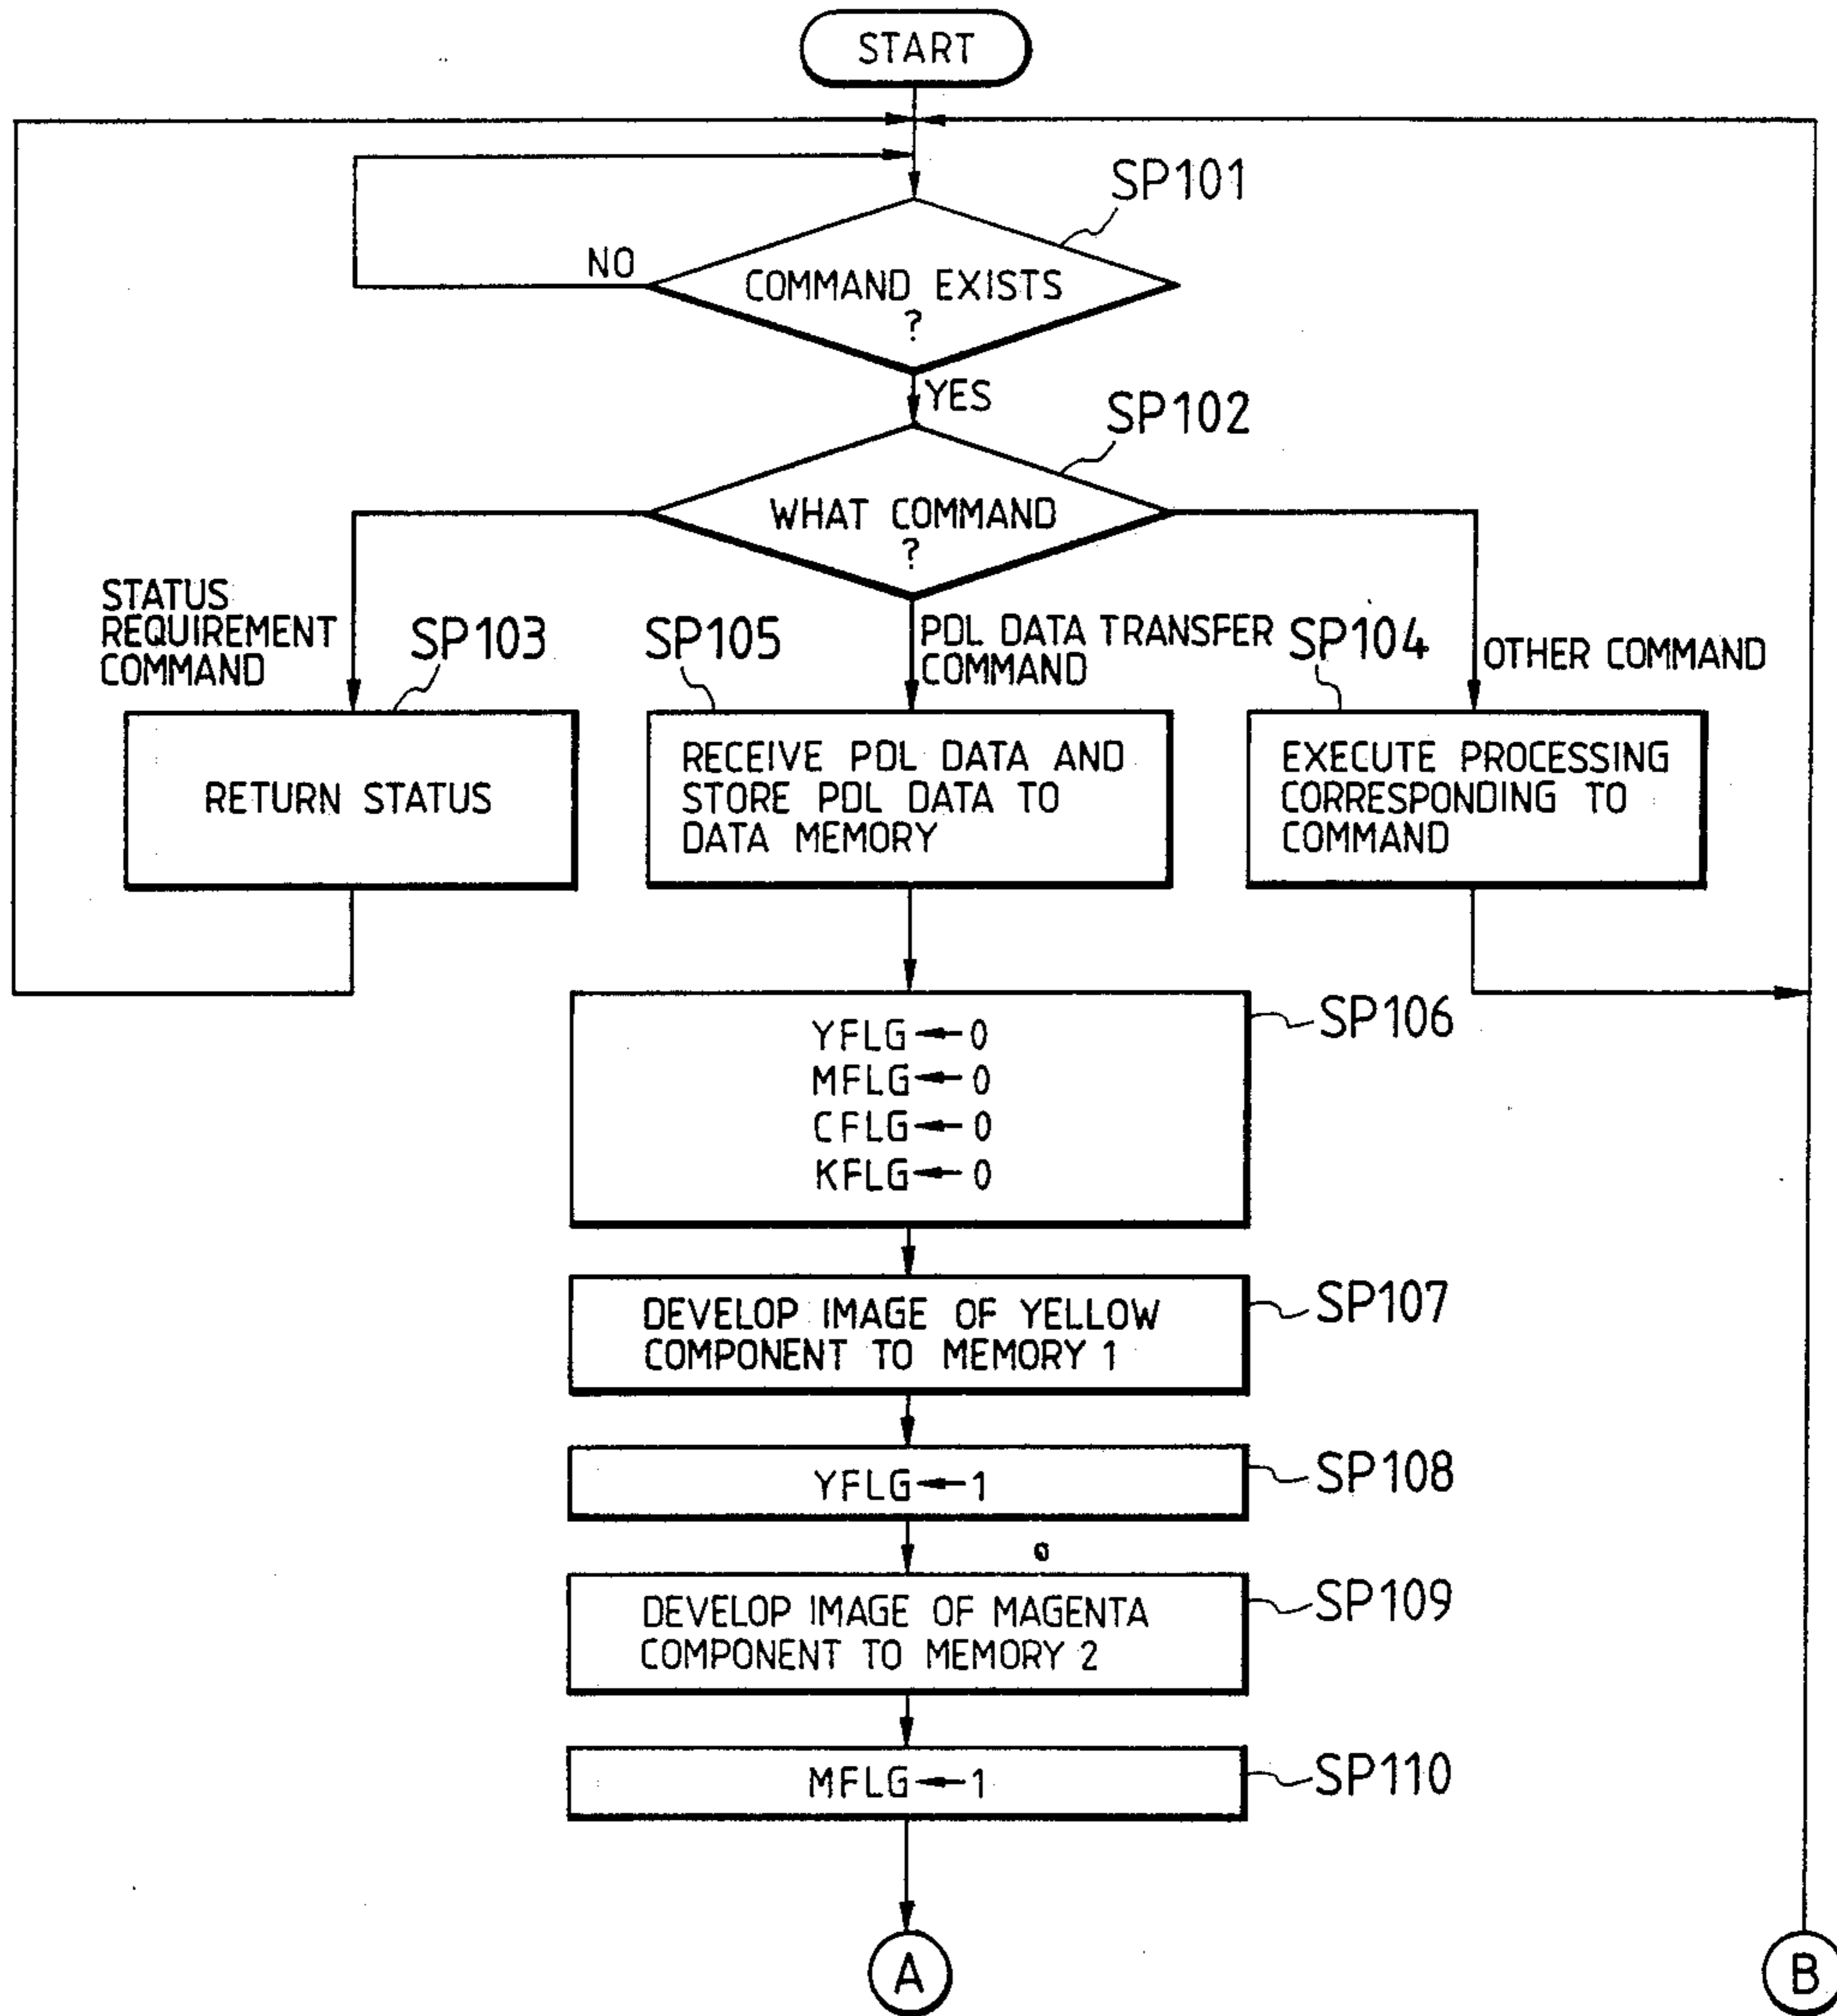 START
SP101
NO
COMMAND EXISTS
?
YES
SP102
WHAT COMMAND
?
STATUS
REQUIREMENT
COMMAND
SP103
SP105
PDL DATA TRANSFER
COMMAND
SP104
OTHER COMMAND
RETURN STATUS
RECEIVE PDL DATA AND
STORE PDL DATA TO
DATA MEMORY
EXECUTE PROCESSING
CORRESPONDING TO
COMMAND
YFLG←0
MFLG←0
CFLG←0
KFLG←0
SP106
DEVELOP IMAGE OF YELLOW
COMPONENT TO MEMORY 1
SP107
YFLG←1
SP108
DEVELOP IMAGE OF MAGENTA
COMPONENT TO MEMORY 2
SP109
MFLG←1
SP110
A
B